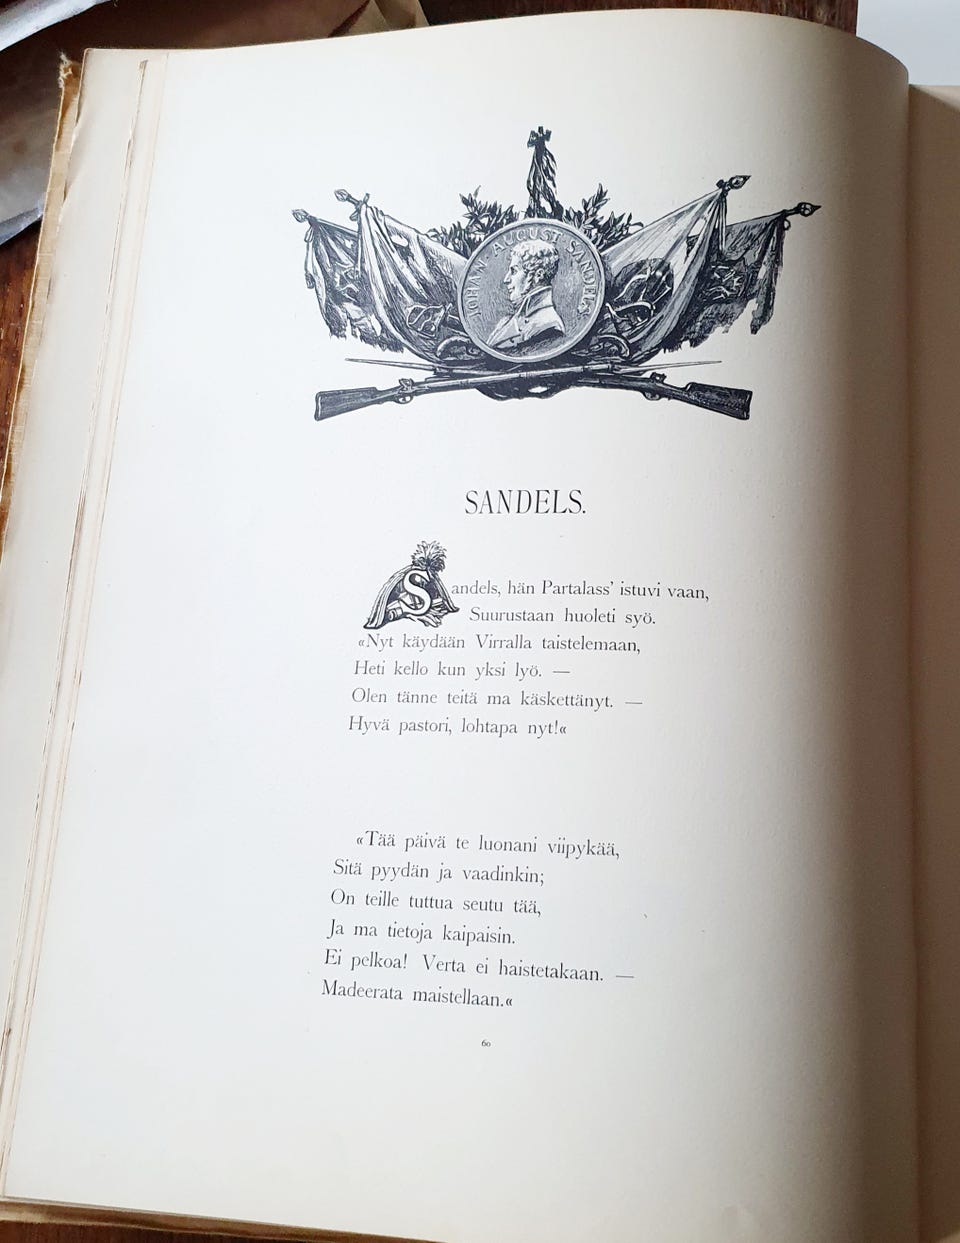 JOHAN AUGUST SANDELS
SANDELS.
Sandels, hän Partalass’ istuvi vaan,
Suurustaan huoleti syö.
«Nyt käydään Virralla taistelemaan,
Heti kello kun yksi lyö. —
Olen tänne teitä ma käskettänyt. —
Hyvä pastori, lohtapa nyt!«
«Tää päivä te luonani viipykää,
Sitä pyydän ja vaadinkin;
On teille tuttua seutu tää,
Ja ma tietoja kaipaisin.
Ei pelkoa! Verta ei haistetakaan. —
Madeerata maistellaan.«
60